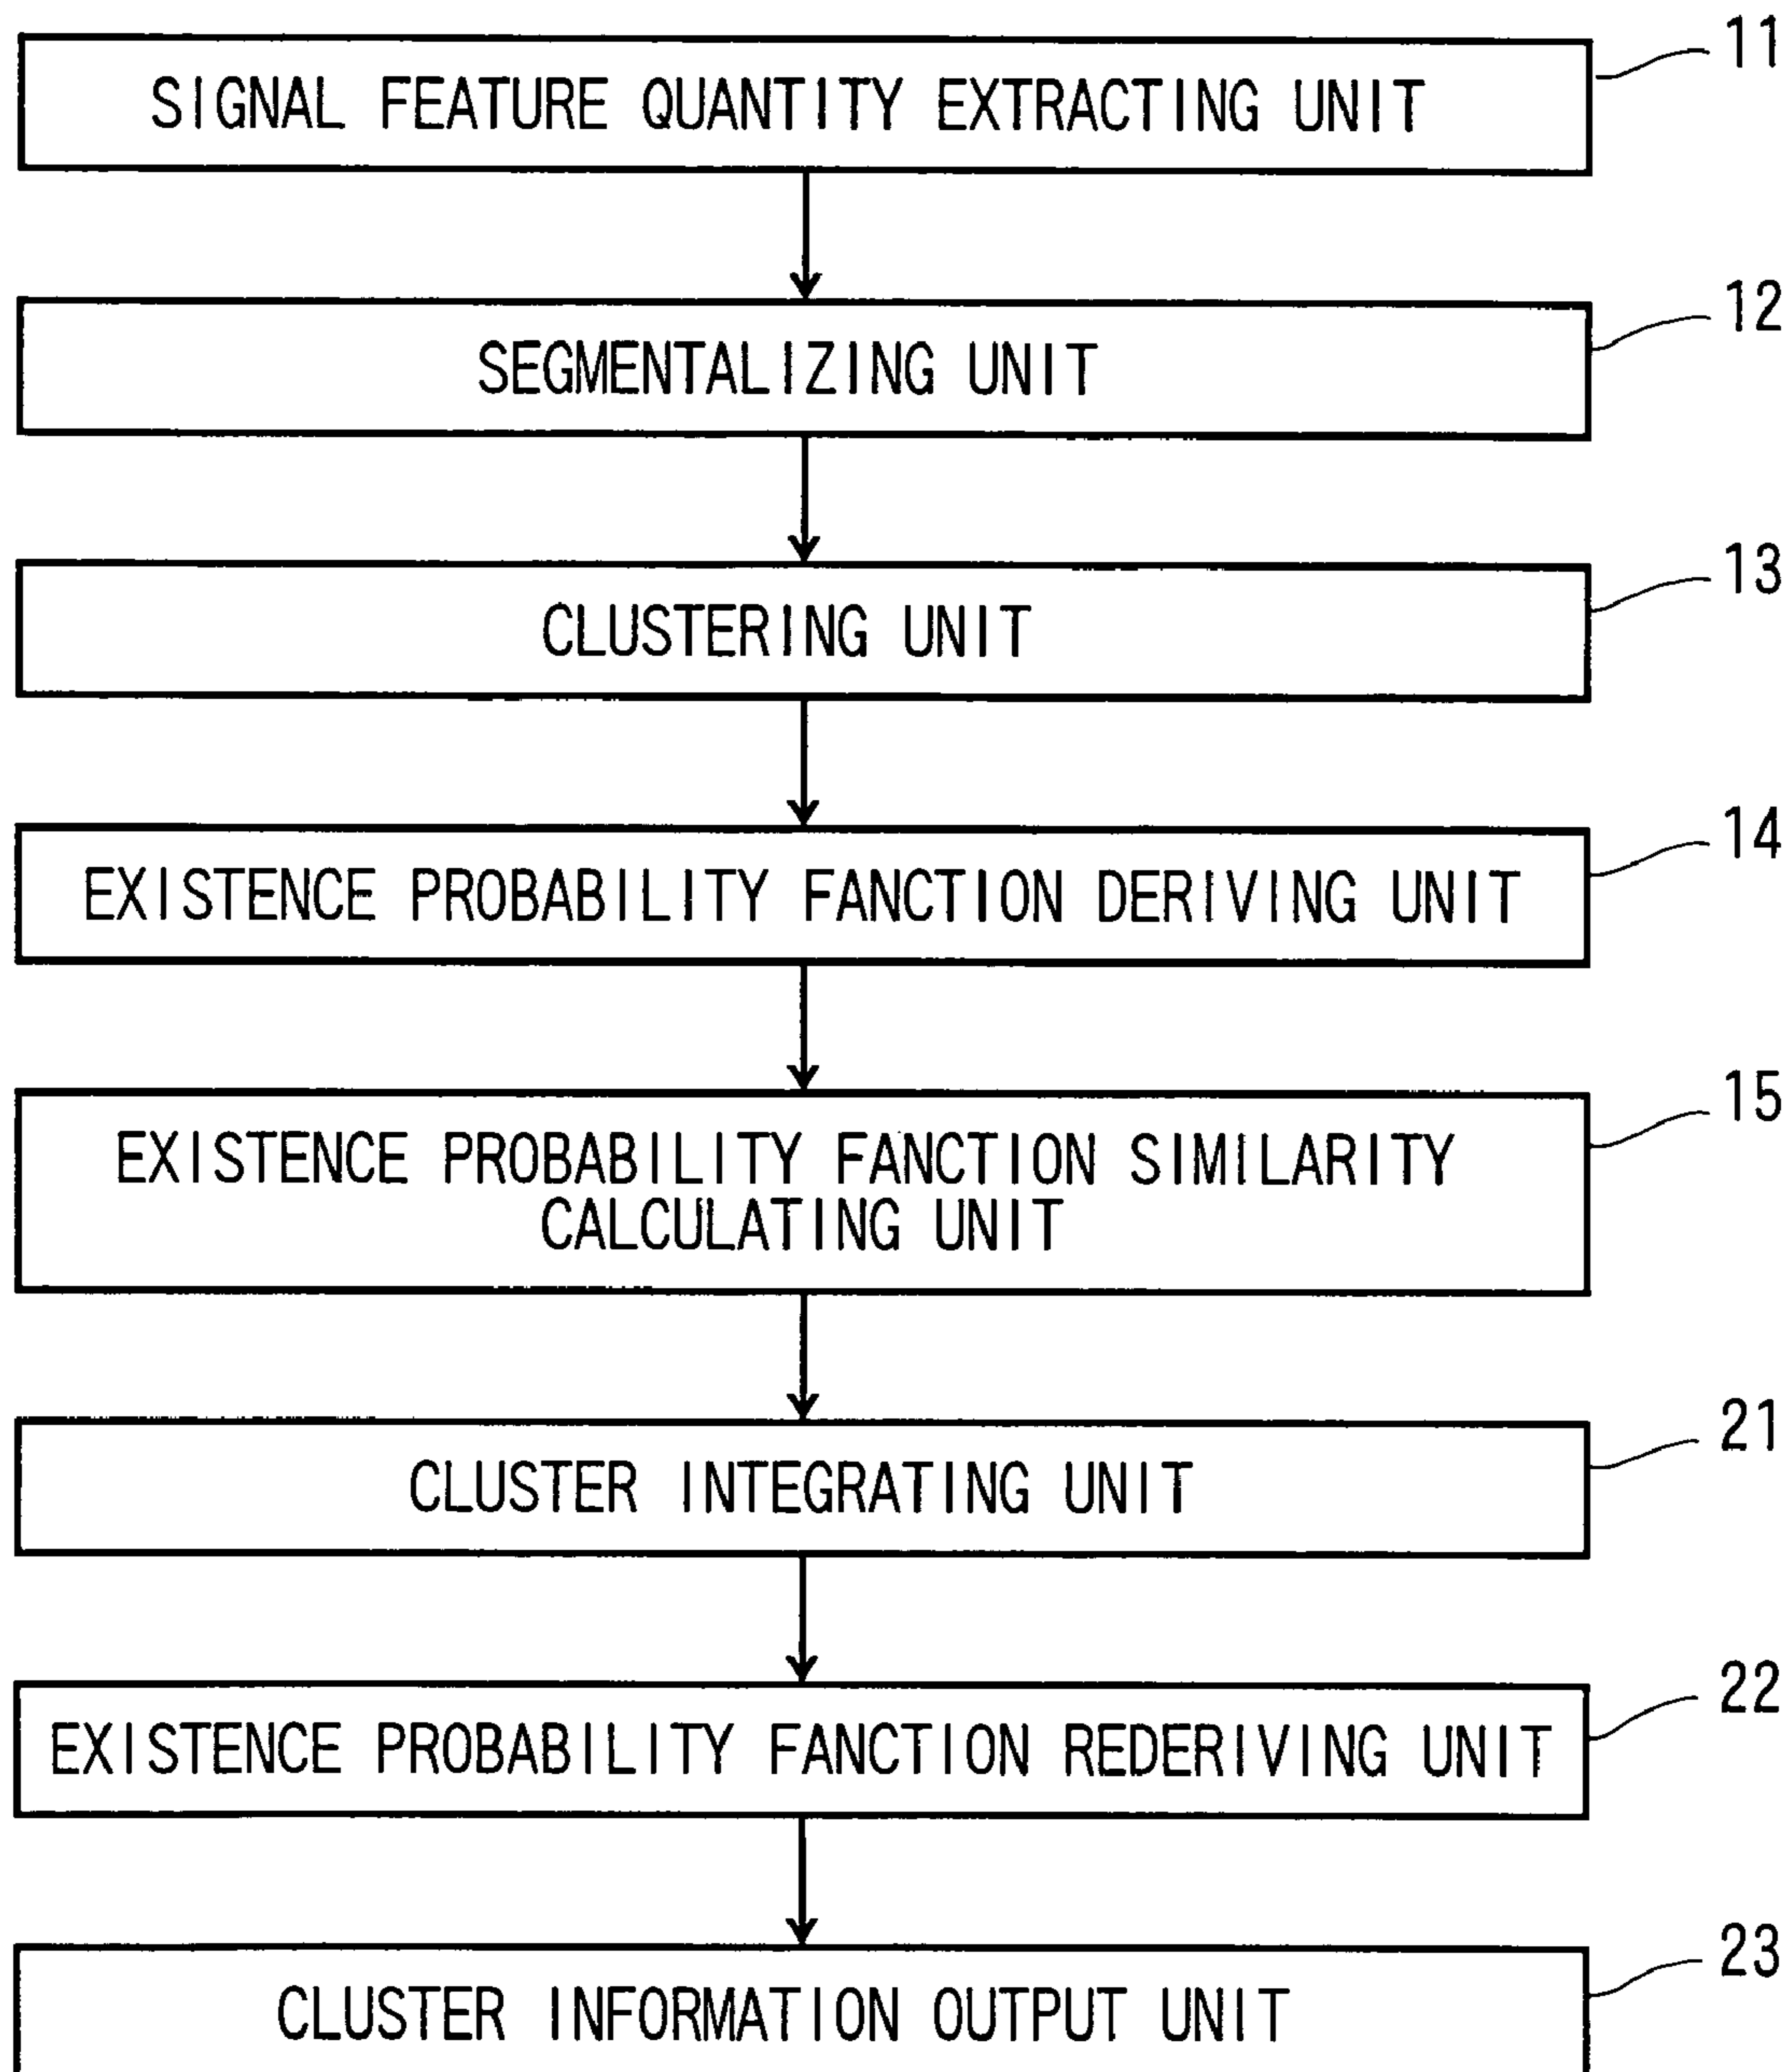 11
SIGNAL FEATURE QUANTITY EXTRACTING UNIT
12
SEGMENTALIZING UNIT
13
CLUSTERING UNIT
14
EXISTENCE PROBABILITY FANCTION DERIVING UNIT
15
EXISTENCE PROBABILITY FANCTION SIMILARITY
CALCULATING UNIT
21
CLUSTER INTEGRATING UNIT
22
EXISTENCE PROBABILITY FANCTION REDERIVING UNIT
23
CLUSTER INFORMATION OUTPUT UNIT